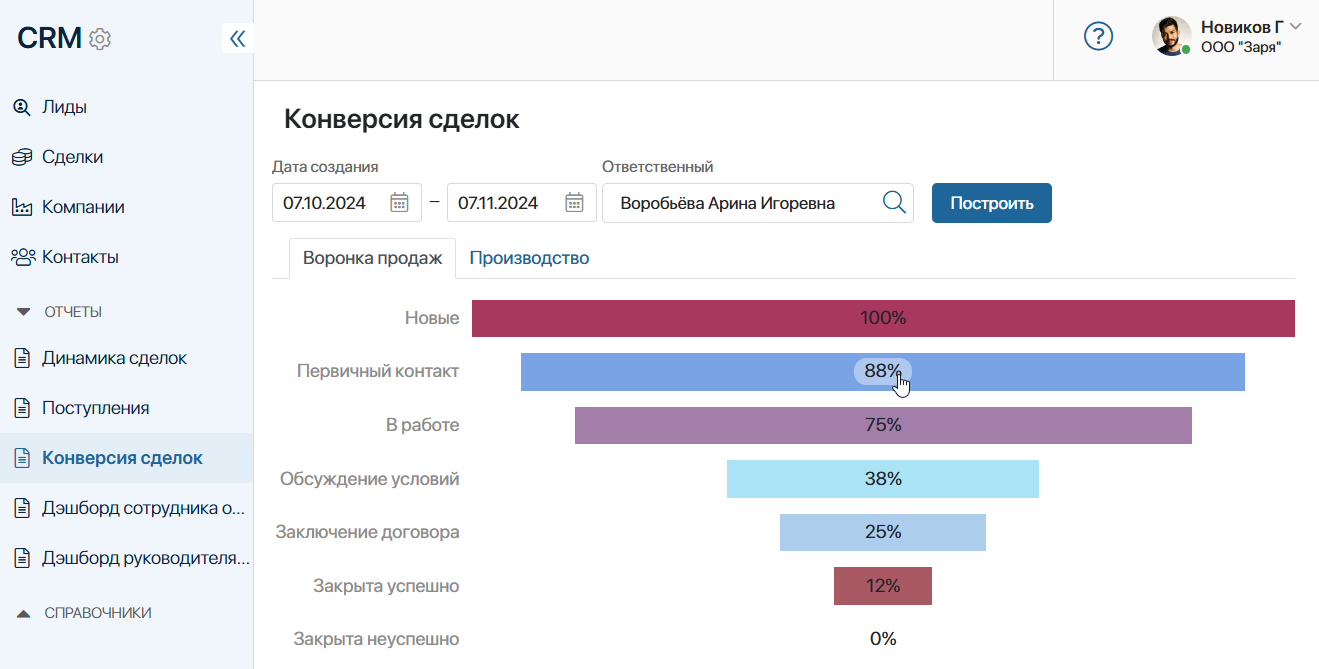 CRM
?
Новиков Г
ООО "Заря"
Лиды
Сделки
Компании
Контакты
ОТЧЕТЫ
Динамика сделок
Поступления
Конверсия сделок
Дэшборд сотрудника о...
Дэшборд руководителя...
СПРАВОЧНИКИ
Конверсия сделок
Дата создания
Ответственный
07.10.2024 – 07.11.2024
Воробьёва Арина Игоревна
Построить
Воронка продаж
Производство
Новые 100%
Первичный контакт 88%
В работе 75%
Обсуждение условий 38%
Заключение договора 25%
Закрыта успешно 12%
Закрыта неуспешно 0%